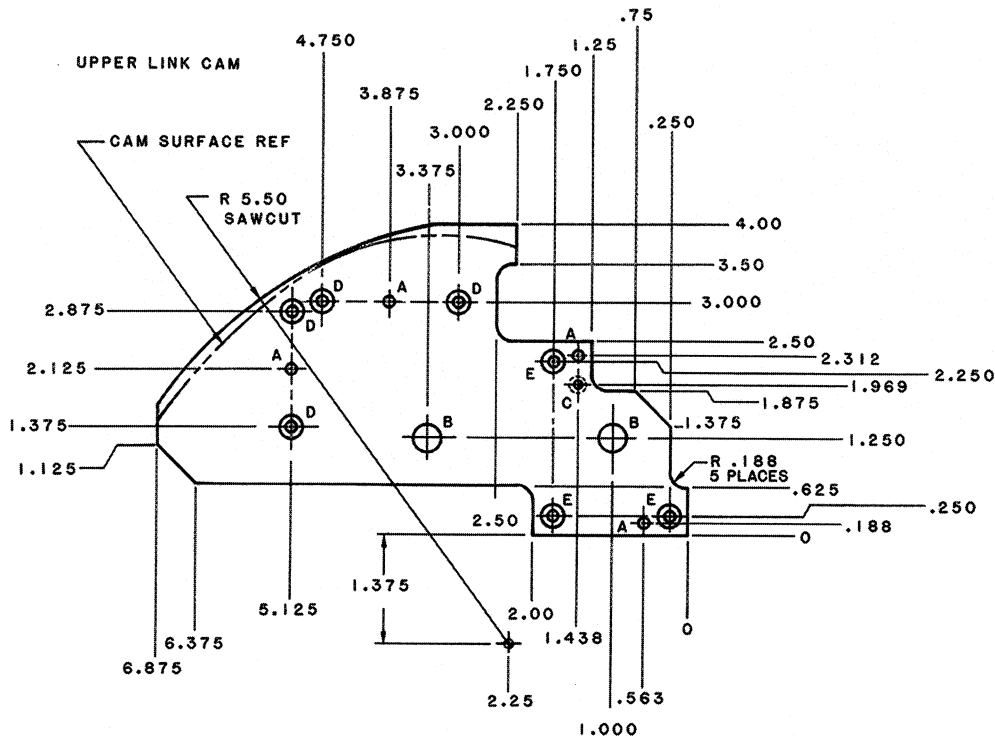 .75
4.750
1.25
UPPER LINK CAM
1.750
3.875
2.250
3.000
.250
CAM SURFACE REF
3.375
R 5.50
SAWCUT
4.00
3.50
D
A
D
3.000
2.875
D
A
2.50
A
2.312
2.125
E
2.250
1.969
C
1.875
D
B
B
1.375
1.375
1.250
1.125
R .188
5 PLACES
.625
E
E
.250
2.50
A
.188
0
1.375
5.125
2.00
1.438
0
6.375
6.875
2.25
.563
1.000